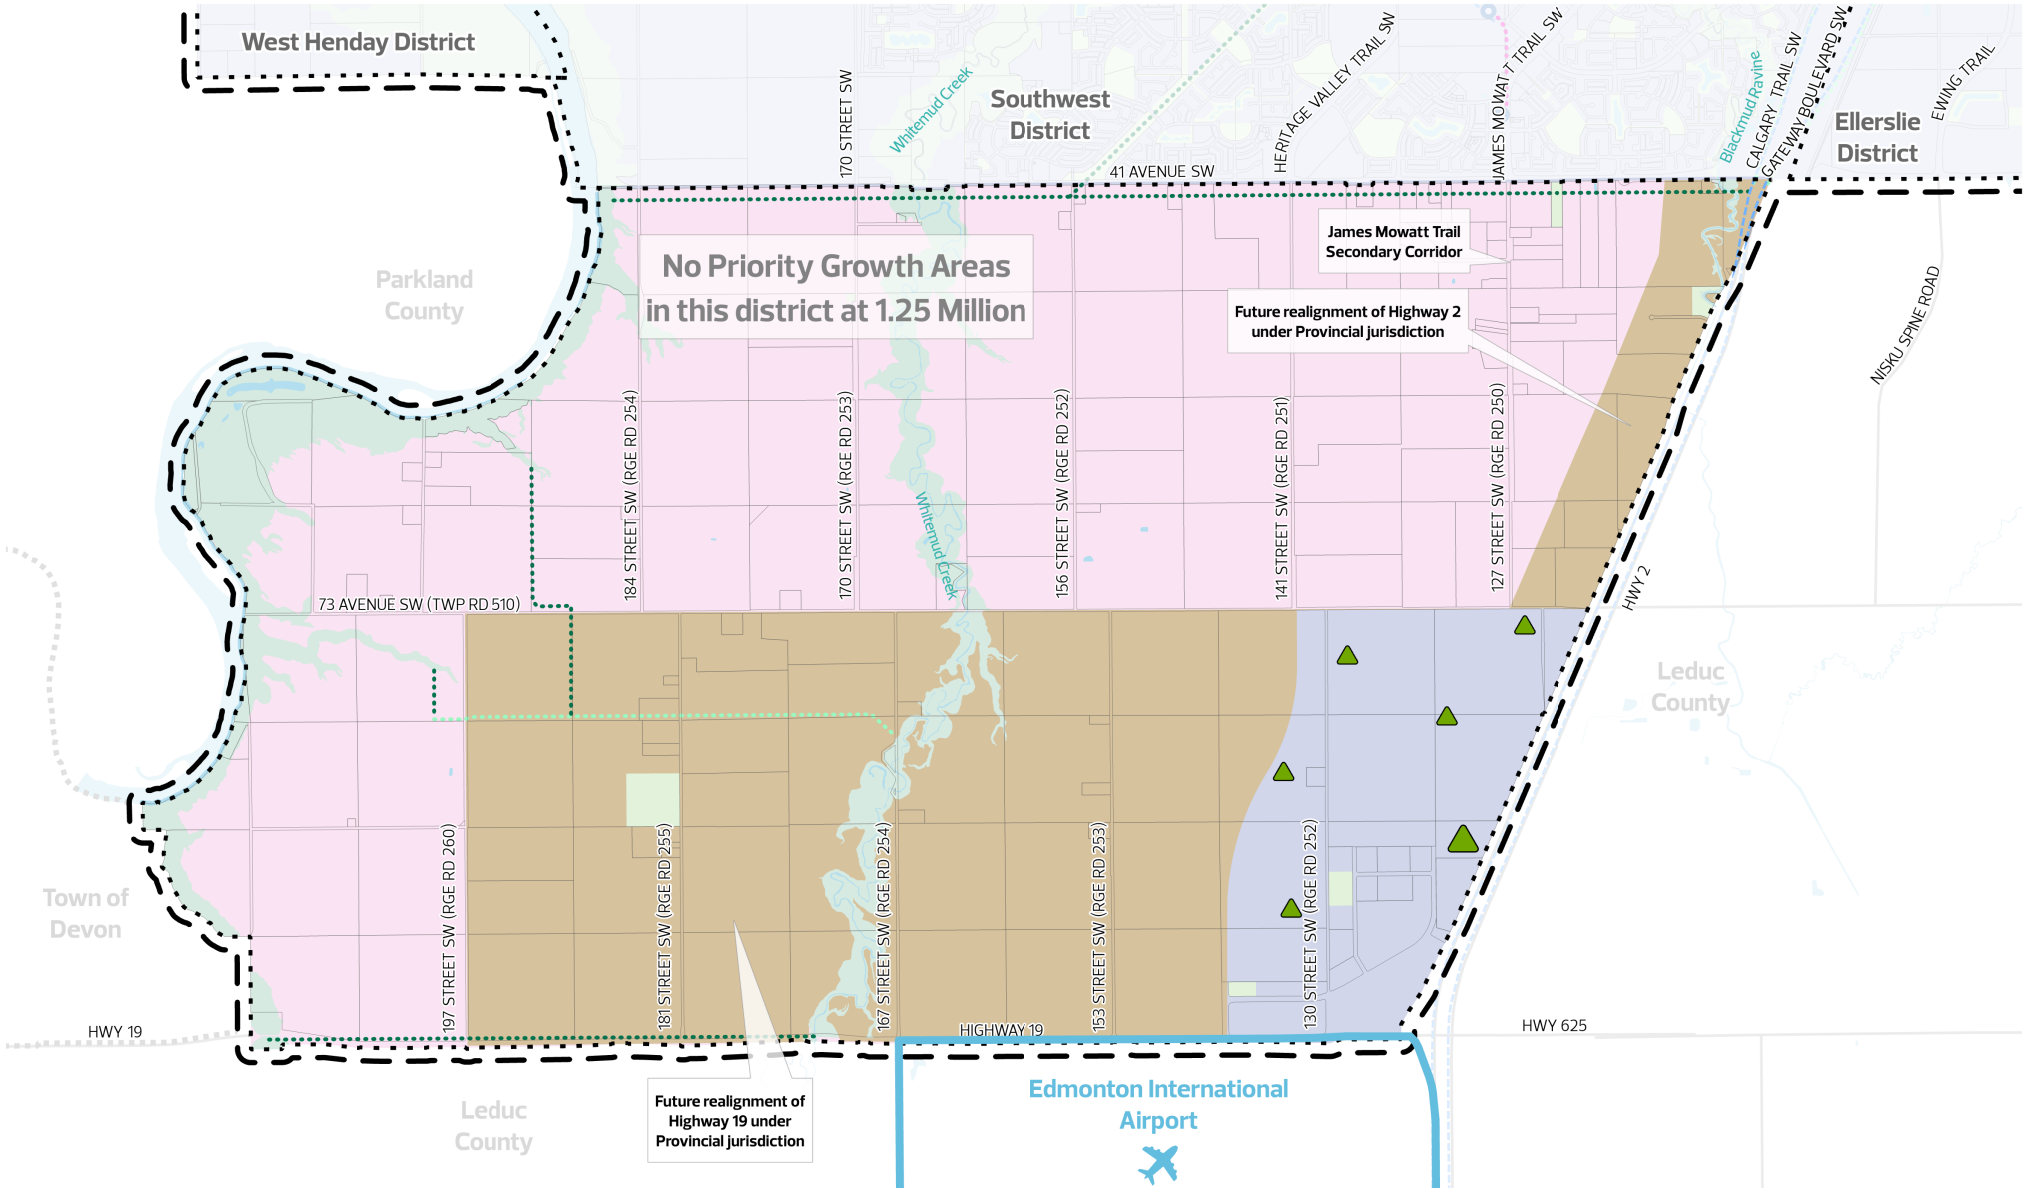 West Henday District
Southwest
District
Ellerslie
District
170 STREET SW
Whitemud Creek
HERITAGE VALLEY TRAIL SW
JAMES MOWATT TRAIL SW
Blackmud Ravine
CALGARY TRAIL SW
GATEWAY BOULEVARD SW
EWING TRAIL
41 AVENUE SW
Parkland
County
No Priority Growth Areas
in this district at 1.25 Million
James Mowatt Trail
Secondary Corridor
Future realignment of Highway 2
under Provincial jurisdiction
NISKU SPINE ROAD
184 STREET SW (RGE RD 254)
170 STREET SW (RGE RD 253)
Whitemud Creek
156 STREET SW (RGE RD 252)
141 STREET SW (RGE RD 251)
127 STREET SW (RGE RD 250)
HWY 2
73 AVENUE SW (TWP RD 510)
Leduc
County
Town of
Devon
197 STREET SW (RGE RD 260)
181 STREET SW (RGE RD 255)
167 STREET SW (RGE RD 254)
153 STREET SW (RGE RD 253)
130 STREET SW (RGE RD 252)
HWY 19
HIGHWAY 19
HWY 625
Leduc
County
Future realignment of
Highway 19 under
Provincial jurisdiction
Edmonton International
Airport